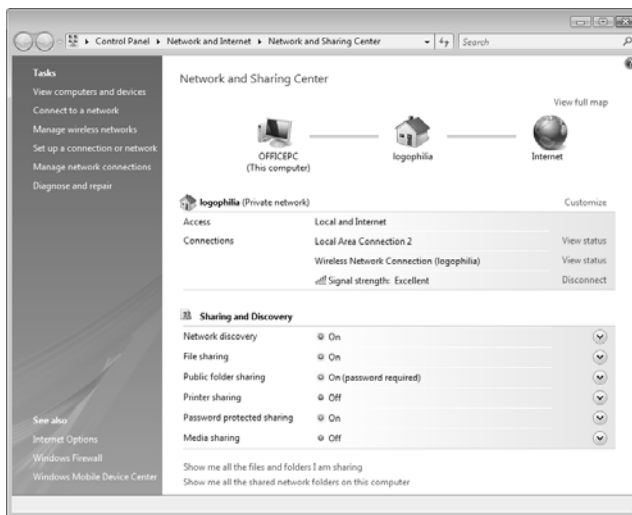 Control Panel ▸ Network and Internet ▸ Network and Sharing Center
Search
Tasks
View computers and devices
Connect to a network
Manage wireless networks
Set up a connection or network
Manage network connections
Diagnose and repair
Network and Sharing Center
View full map
OFFICEPC
(This computer)
logophilia
Internet
logophilia (Private network)
Customize
Access Local and Internet
Connections Local Area Connection 2 View status
Wireless Network Connection (logophilia) View status
Signal strength: Excellent Disconnect
Sharing and Discovery
Network discovery On
File sharing On
Public folder sharing On (password required)
Printer sharing Off
Password protected sharing On
Media sharing Off
Show me all the files and folders I am sharing
Show me all the shared network folders on this computer
See also
Internet Options
Windows Firewall
Windows Mobile Device Center